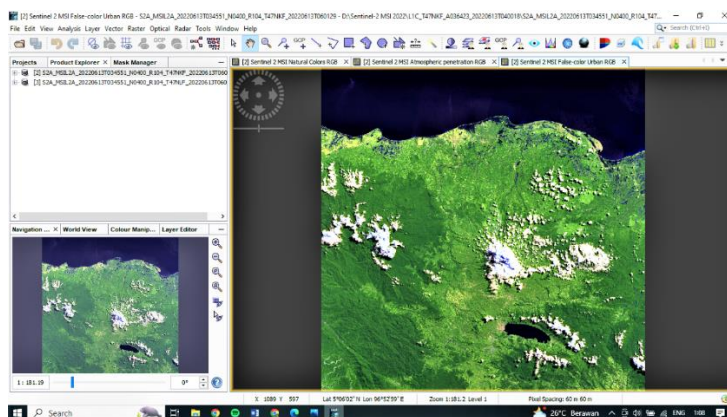 [2] Sentinel 2 MSI False-color Urban RGB - S2A_MSIL2A_20220613T034551_N0400_R104_T47NKF_20220613T060129 - D:\Sentinel-2 MSI 2022\L1C_T47NKF_A036423_20220613T040018\S2A_MSIL2A_20220613T034551_N0400_R104_T47...
File Edit View Analysis Layer Vector Raster Optical Radar Tools Window Help
Search (Ctrl+I)
Projects Product Explorer × Mask Manager
[2] Sentinel 2 MSI Natural Colors RGB × [2] Sentinel 2 MSI Atmospheric penetration RGB × [2] Sentinel 2 MSI False-color Urban RGB ×
[1] S2A_MSIL2A_20220613T034551_N0400_R104_T47NKF_20220613T060
[2] S2A_MSIL2A_20220613T034551_N0400_R104_T47NLF_20220613T060
Navigation ... × World View Colour Manip... Layer Editor
1 : 181.19
0°
X 1089 Y 597 Lat 5°06'02" N Lon 96°52'59" E Zoom 1:181.2 Level 1 Pixel Spacing: 60 m 60 m
Search
26°C Berawan ENG 1:08